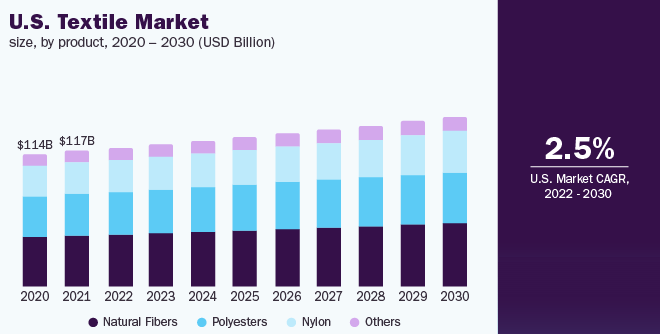 U.S. Textile Market
size, by product, 2020 – 2030 (USD Billion)
$114B $117B
2020 2021 2022 2023 2024 2025 2026 2027 2028 2029 2030
Natural Fibers Polyesters Nylon Others
2.5%
U.S. Market CAGR,
2022 - 2030